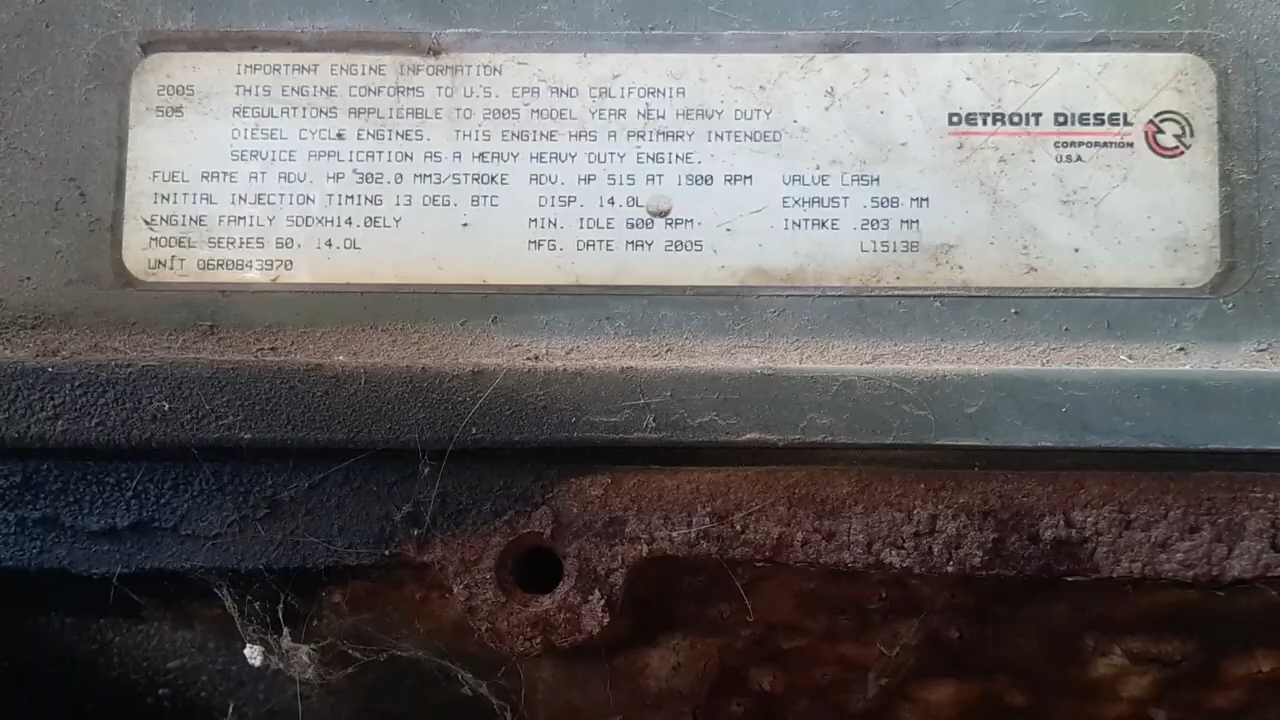 IMPORTANT ENGINE INFORMATION
2005 THIS ENGINE CONFORMS TO U.S. EPA AND CALIFORNIA
505 REGULATIONS APPLICABLE TO 2005 MODEL YEAR NEW HEAVY DUTY
DIESEL CYCLE ENGINES. THIS ENGINE HAS A PRIMARY INTENDED
SERVICE APPLICATION AS A HEAVY HEAVY DUTY ENGINE.
DETROIT DIESEL
CORPORATION
U.S.A.
FUEL RATE AT ADV. HP 302.0 MM3/STROKE ADV. HP 515 AT 1800 RPM VALVE LASH
INITIAL INJECTION TIMING 13 DEG. BTC DISP. 14.0L EXHAUST .508 MM
ENGINE FAMILY 5DDXH14.0ELY MIN. IDLE 600 RPM INTAKE .203 MM
MODEL SERIES 60, 14.0L MFG. DATE MAY 2005 L1513B
UNIT 06R0843970